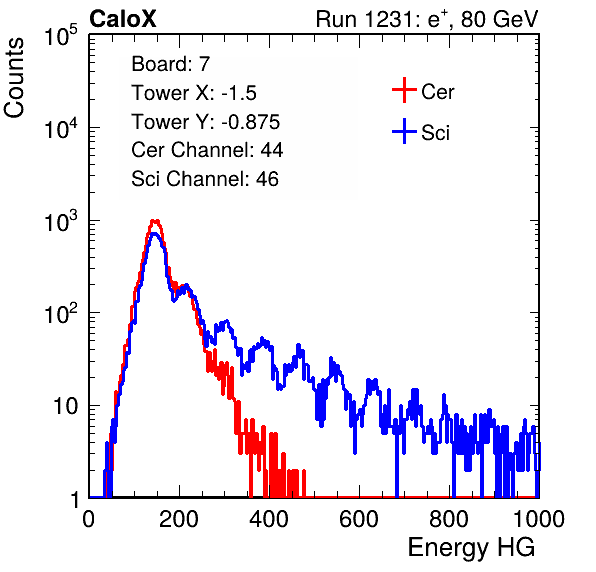 CaloX Run 1231: e⁺, 80 GeV
Counts
10⁵
10⁴
10³
10²
10
1
Board: 7
Tower X: -1.5
Tower Y: -0.875
Cer Channel: 44
Sci Channel: 46
Cer
Sci
0 200 400 600 800 1000
Energy HG